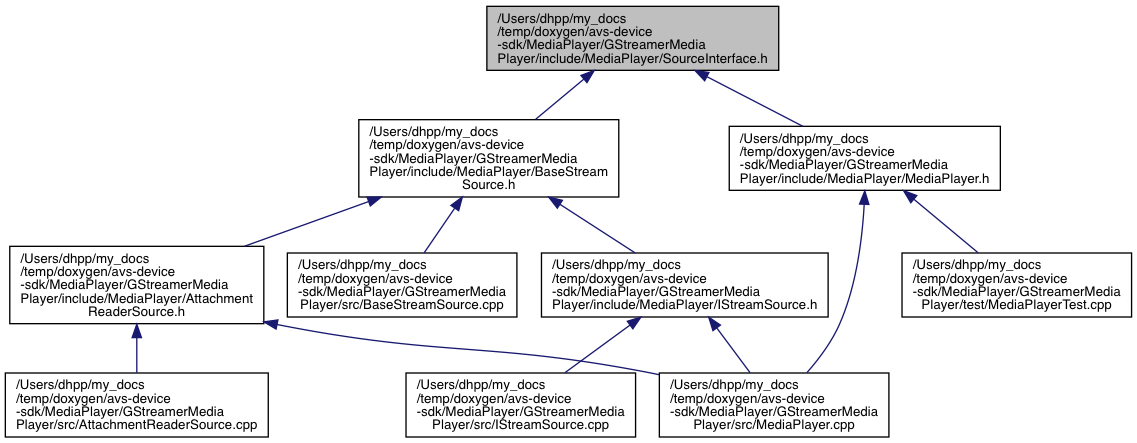 /Users/dhpp/my_docs
/temp/doxygen/avs-device
-sdk/MediaPlayer/GStreamerMedia
Player/include/MediaPlayer/SourceInterface.h
/Users/dhpp/my_docs
/temp/doxygen/avs-device
-sdk/MediaPlayer/GStreamerMedia
Player/include/MediaPlayer/BaseStream
Source.h
/Users/dhpp/my_docs
/temp/doxygen/avs-device
-sdk/MediaPlayer/GStreamerMedia
Player/include/MediaPlayer/MediaPlayer.h
/Users/dhpp/my_docs
/temp/doxygen/avs-device
-sdk/MediaPlayer/GStreamerMedia
Player/include/MediaPlayer/Attachment
ReaderSource.h
/Users/dhpp/my_docs
/temp/doxygen/avs-device
-sdk/MediaPlayer/GStreamerMedia
Player/src/BaseStreamSource.cpp
/Users/dhpp/my_docs
/temp/doxygen/avs-device
-sdk/MediaPlayer/GStreamerMedia
Player/include/MediaPlayer/IStreamSource.h
/Users/dhpp/my_docs
/temp/doxygen/avs-device
-sdk/MediaPlayer/GStreamerMedia
Player/test/MediaPlayerTest.cpp
/Users/dhpp/my_docs
/temp/doxygen/avs-device
-sdk/MediaPlayer/GStreamerMedia
Player/src/AttachmentReaderSource.cpp
/Users/dhpp/my_docs
/temp/doxygen/avs-device
-sdk/MediaPlayer/GStreamerMedia
Player/src/IStreamSource.cpp
/Users/dhpp/my_docs
/temp/doxygen/avs-device
-sdk/MediaPlayer/GStreamerMedia
Player/src/MediaPlayer.cpp